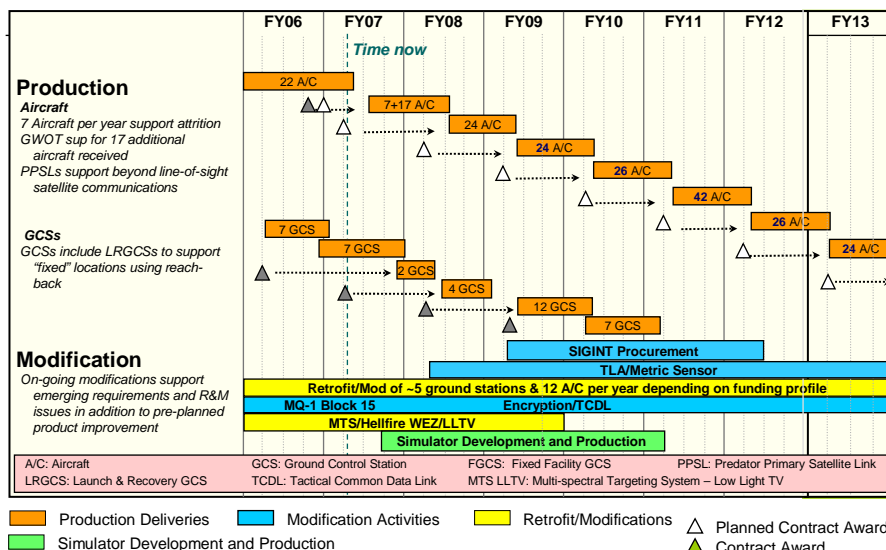 FY06 FY07 FY08 FY09 FY10 FY11 FY12 FY13
Time now
Production
22 A/C
Aircraft
7+17 A/C
7 Aircraft per year support attrition
24 A/C
GWOT sup for 17 additional
aircraft received
24 A/C
PPSLs support beyond line-of-sight
satellite communications
26 A/C
42 A/C
26 A/C
24 A/C
7 GCS
GCSs
7 GCS
GCSs include LRGCSs to support
"fixed" locations using reach-
back
2 GCS
4 GCS
12 GCS
7 GCS
Modification
SIGINT Procurement
TLA/Metric Sensor
On-going modifications support
emerging requirements and R&M
issues in addition to pre-planned
product improvement
Retrofit/Mod of ~5 ground stations & 12 A/C per year depending on funding profile
MQ-1 Block 15 Encryption/TCDL
MTS/Hellfire WEZ/LLTV
Simulator Development and Production
A/C: Aircraft GCS: Ground Control Station FGCS: Fixed Facility GCS PPSL: Predator Primary Satellite Link
LRGCS: Launch & Recovery GCS TCDL: Tactical Common Data Link MTS LLTV: Multi-spectral Targeting System – Low Light TV
Production Deliveries Modification Activities Retrofit/Modifications Planned Contract Award
Simulator Development and Production Contract Award